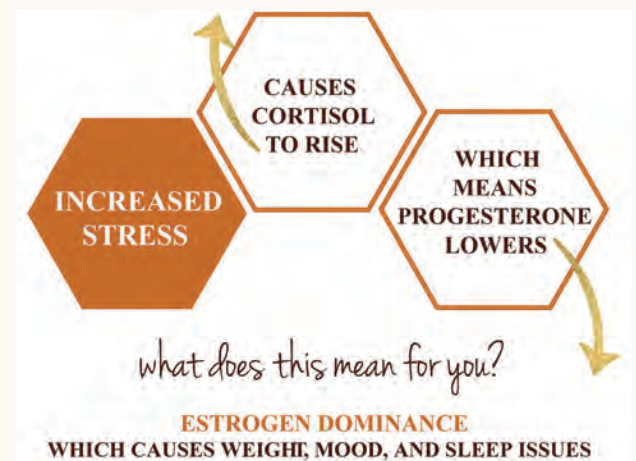 INCREASED
STRESS
CAUSES
CORTISOL
TO RISE
WHICH
MEANS
PROGESTERONE
LOWERS
what does this mean for you?
ESTROGEN DOMINANCE
WHICH CAUSES WEIGHT, MOOD, AND SLEEP ISSUES